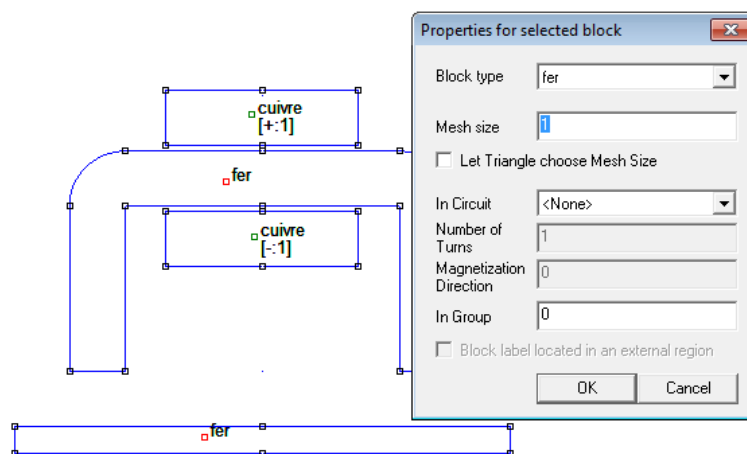 Properties for selected block
Block type
fer
Mesh size
1
Let Triangle choose Mesh Size
In Circuit
<None>
Number of
Turns
1
Magnetization
Direction
0
In Group
0
Block label located in an external region
OK
Cancel
cuivre
[+:1]
fer
cuivre
[-:1]
fer